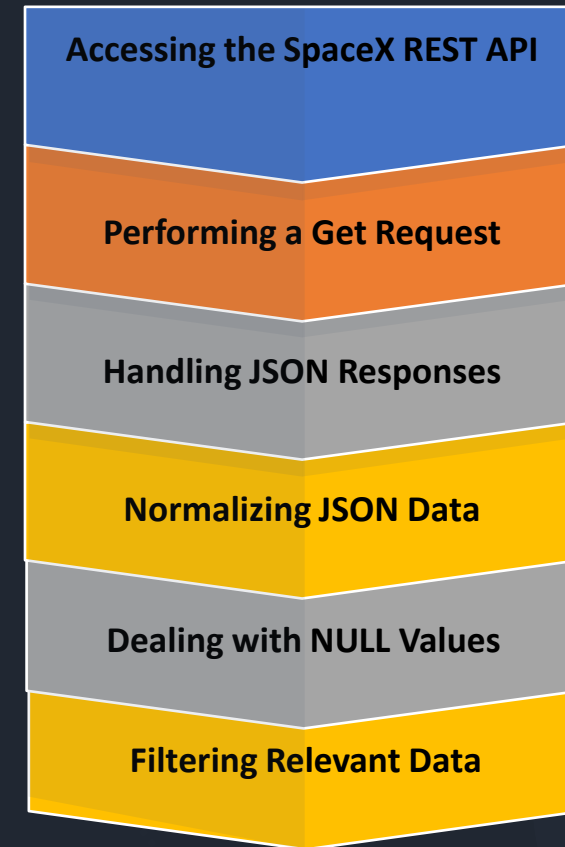 Accessing the SpaceX REST API
Performing a Get Request
Handling JSON Responses
Normalizing JSON Data
Dealing with NULL Values
Filtering Relevant Data